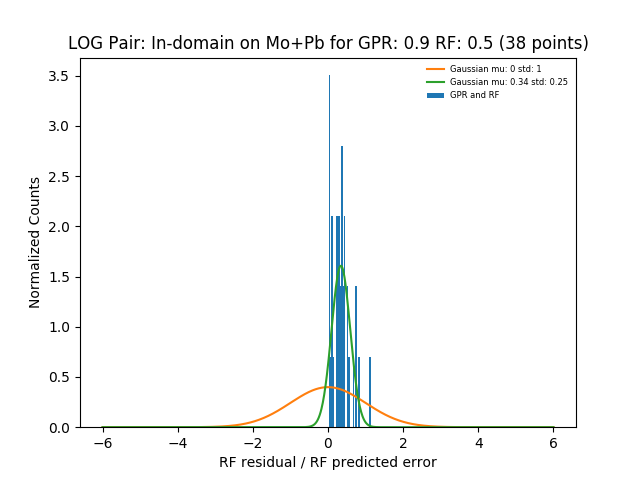 LOG Pair: In-domain on Mo+Pb for GPR: 0.9 RF: 0.5 (38 points)
Gaussian mu: 0 std: 1
Gaussian mu: 0.34 std: 0.25
GPR and RF
Normalized Counts
3.5
3.0
2.5
2.0
1.5
1.0
0.5
0.0
−6 −4 −2 0 2 4 6
RF residual / RF predicted error